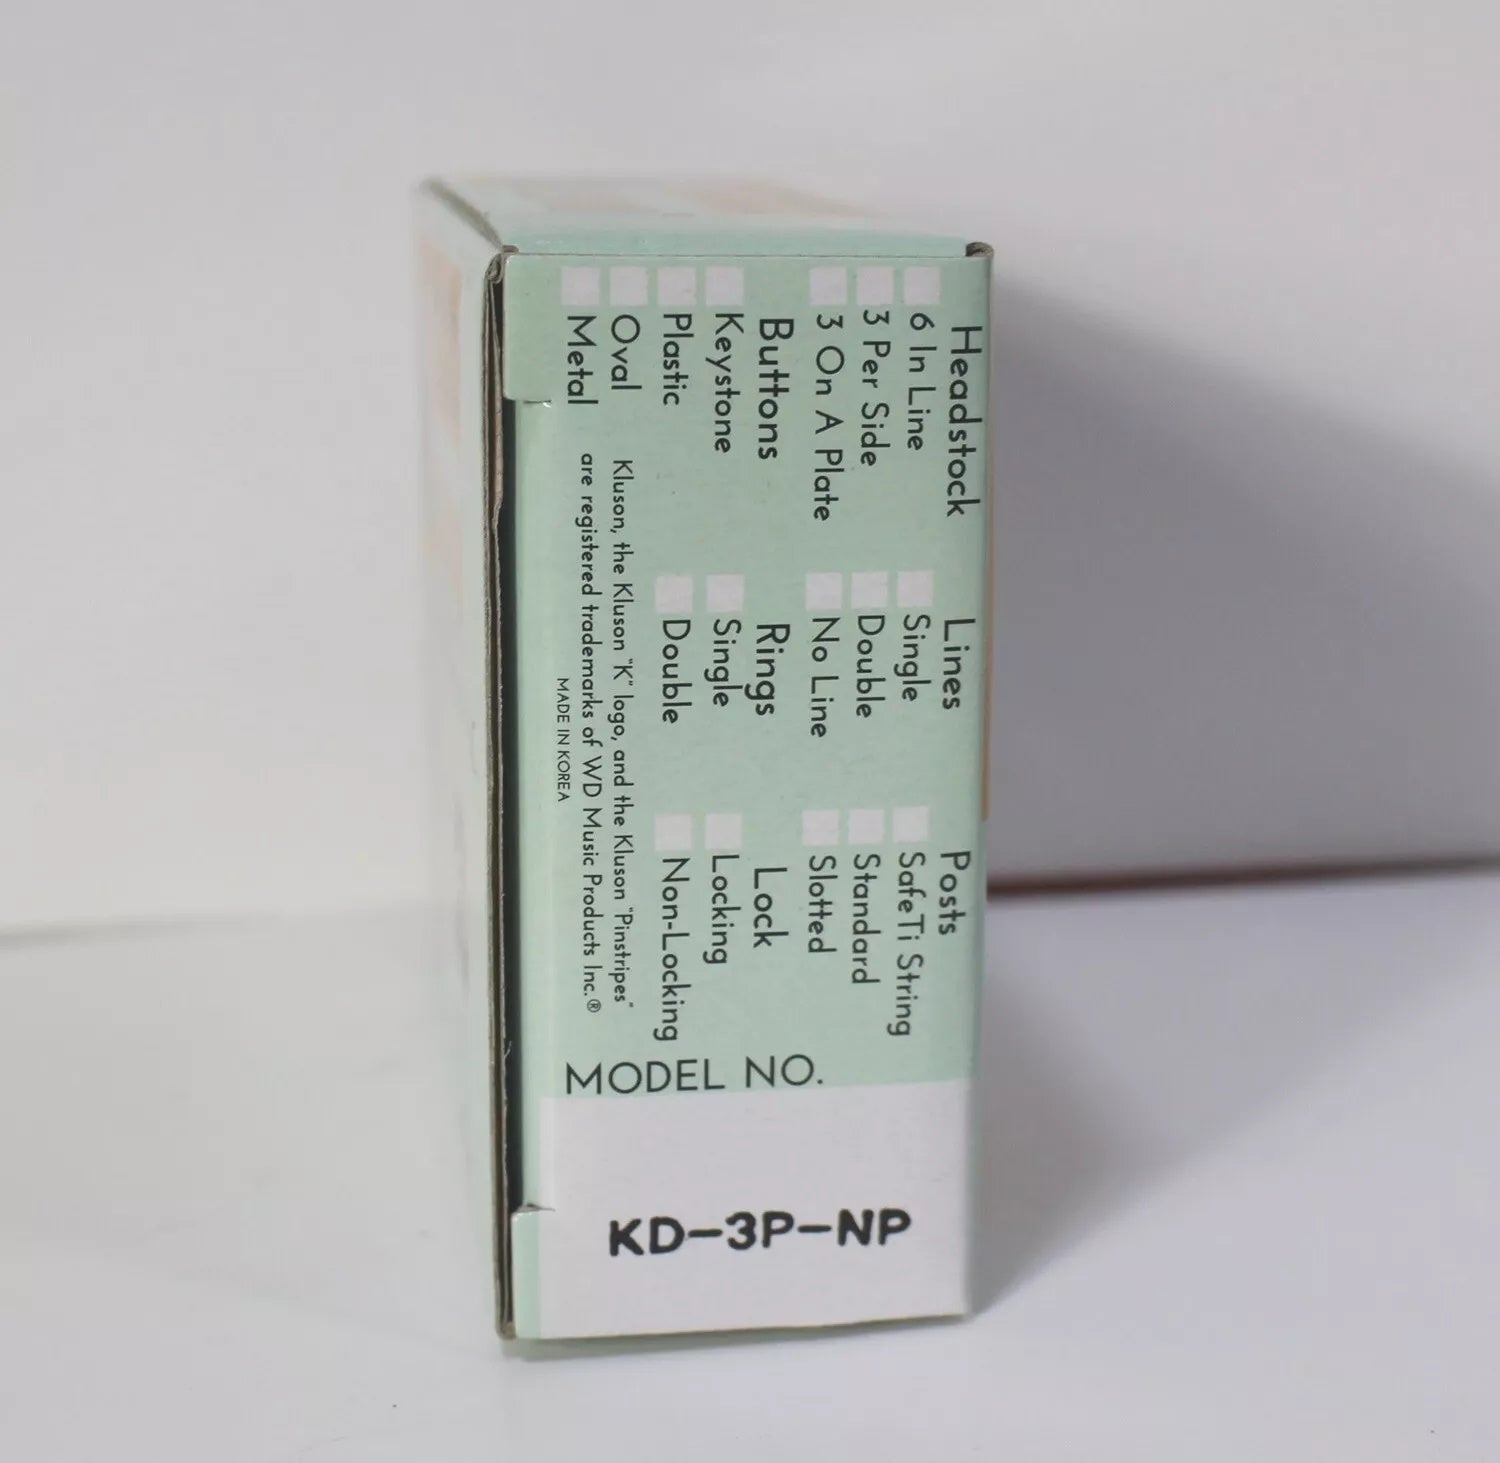 Headstock
6 In Line
3 Per Side
3 On A Plate
Lines
Single
Double
No Line
Posts
SafeTi String
Standard
Slotted
Buttons
Keystone
Plastic
Oval
Metal
Rings
Single
Double
Lock
Locking
Non-Locking
Kluson, the Kluson "K" logo, and the Kluson "Pinstripes"
are registered trademarks of WD Music Products Inc.®
MADE IN KOREA
MODEL NO.
KD-3P-NP